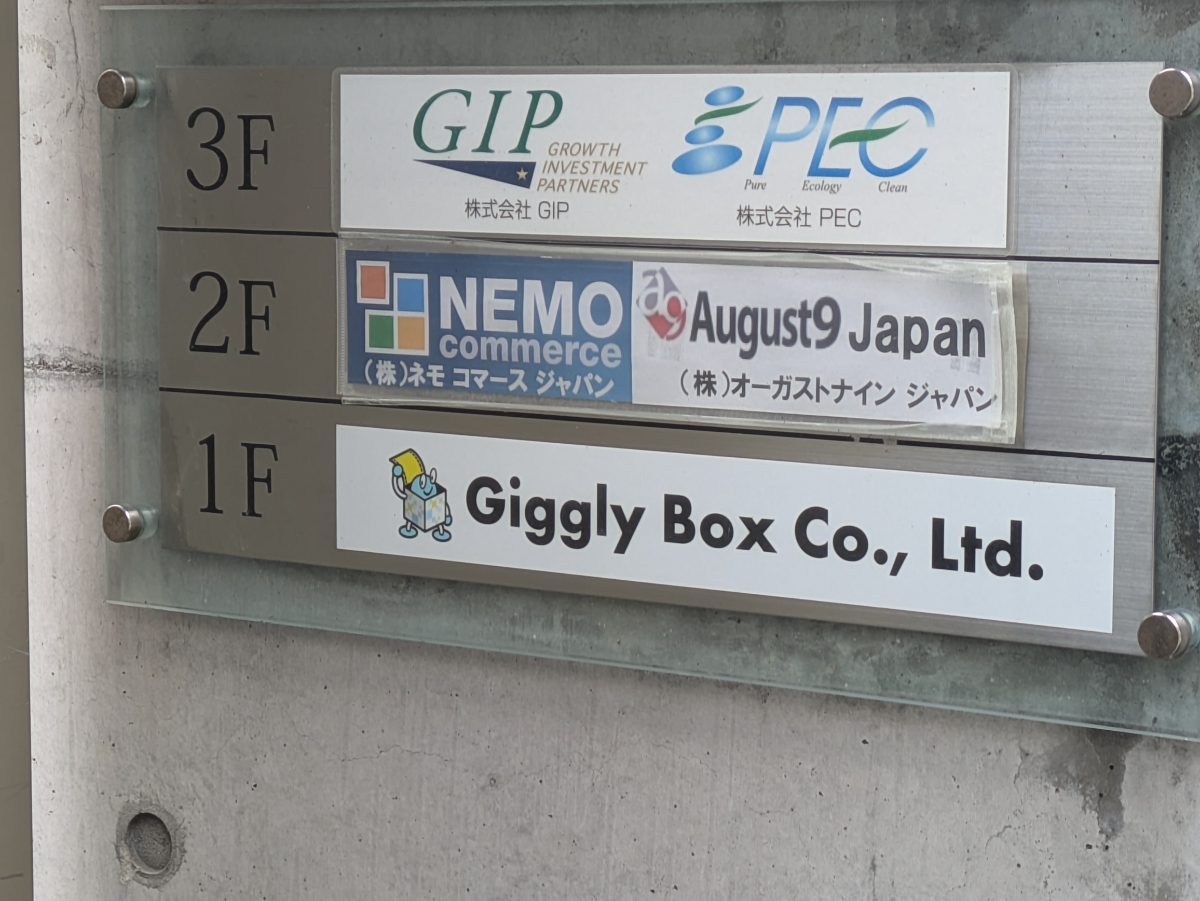 3F
GIP
GROWTH
INVESTMENT
PARTNERS
株式会社 GIP
PEC
Pure Ecology Clean
株式会社 PEC
2F
NEMO
commerce
(株)ネモ コマース ジャパン
a9
August9 Japan
(株)オーガストナイン ジャパン
1F
Giggly Box Co., Ltd.